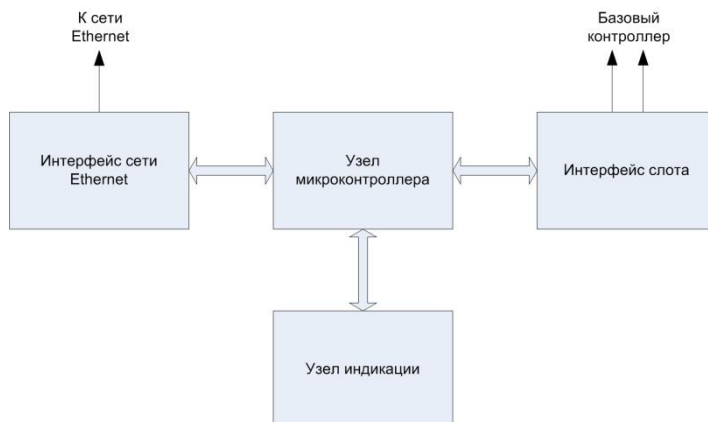 К сети
Ethernet
Базовый
контроллер
Интерфейс сети
Ethernet
Узел
микроконтроллера
Интерфейс слота
Узел индикации